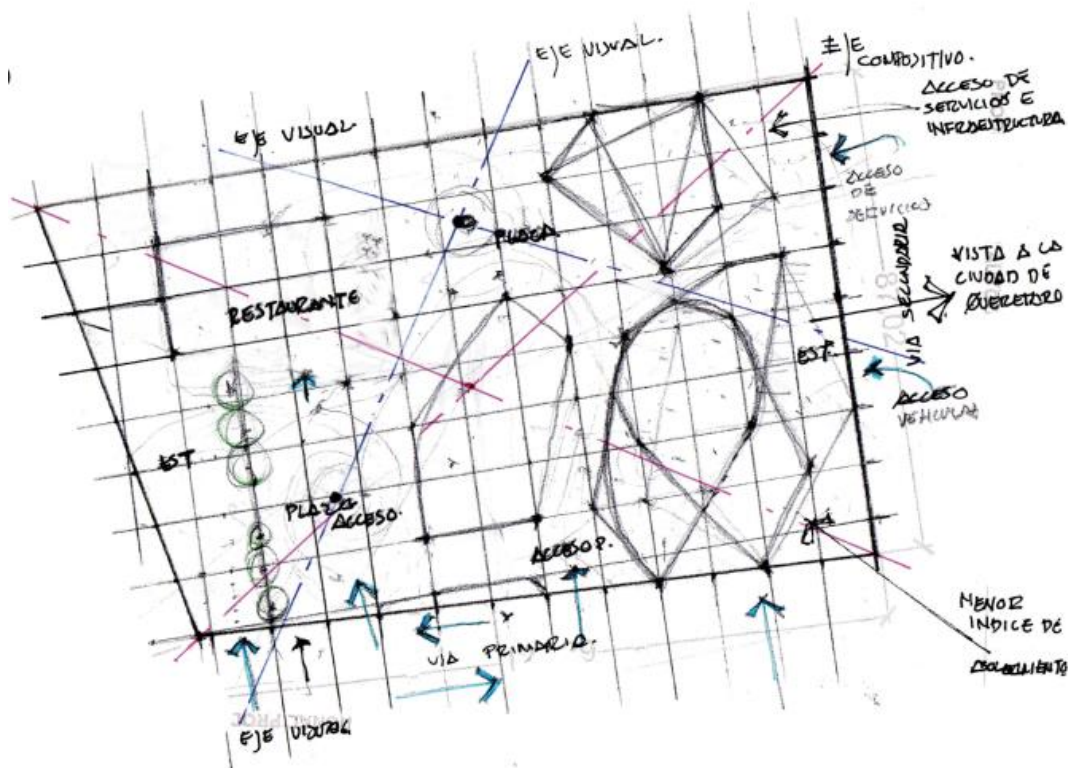 EJE VISUAL.
EJE
COMPOSITIVO.
ACCESO DE
SERVICIOS E
INFRAESTRUCTURA
EJE VISUAL
ACCESO
DE
SERVICIOS
PLAZA
VISTA A LA
CIUDAD DE
QUERETARO
VIA SECUNDARIA
RESTAURANTE
EST.
ACCESO
VEHICULAR
EST
PLAZA
ACCESO.
ACCESO P.
VIA PRIMARIA.
MENOR
INDICE DE
EJE VISUAL